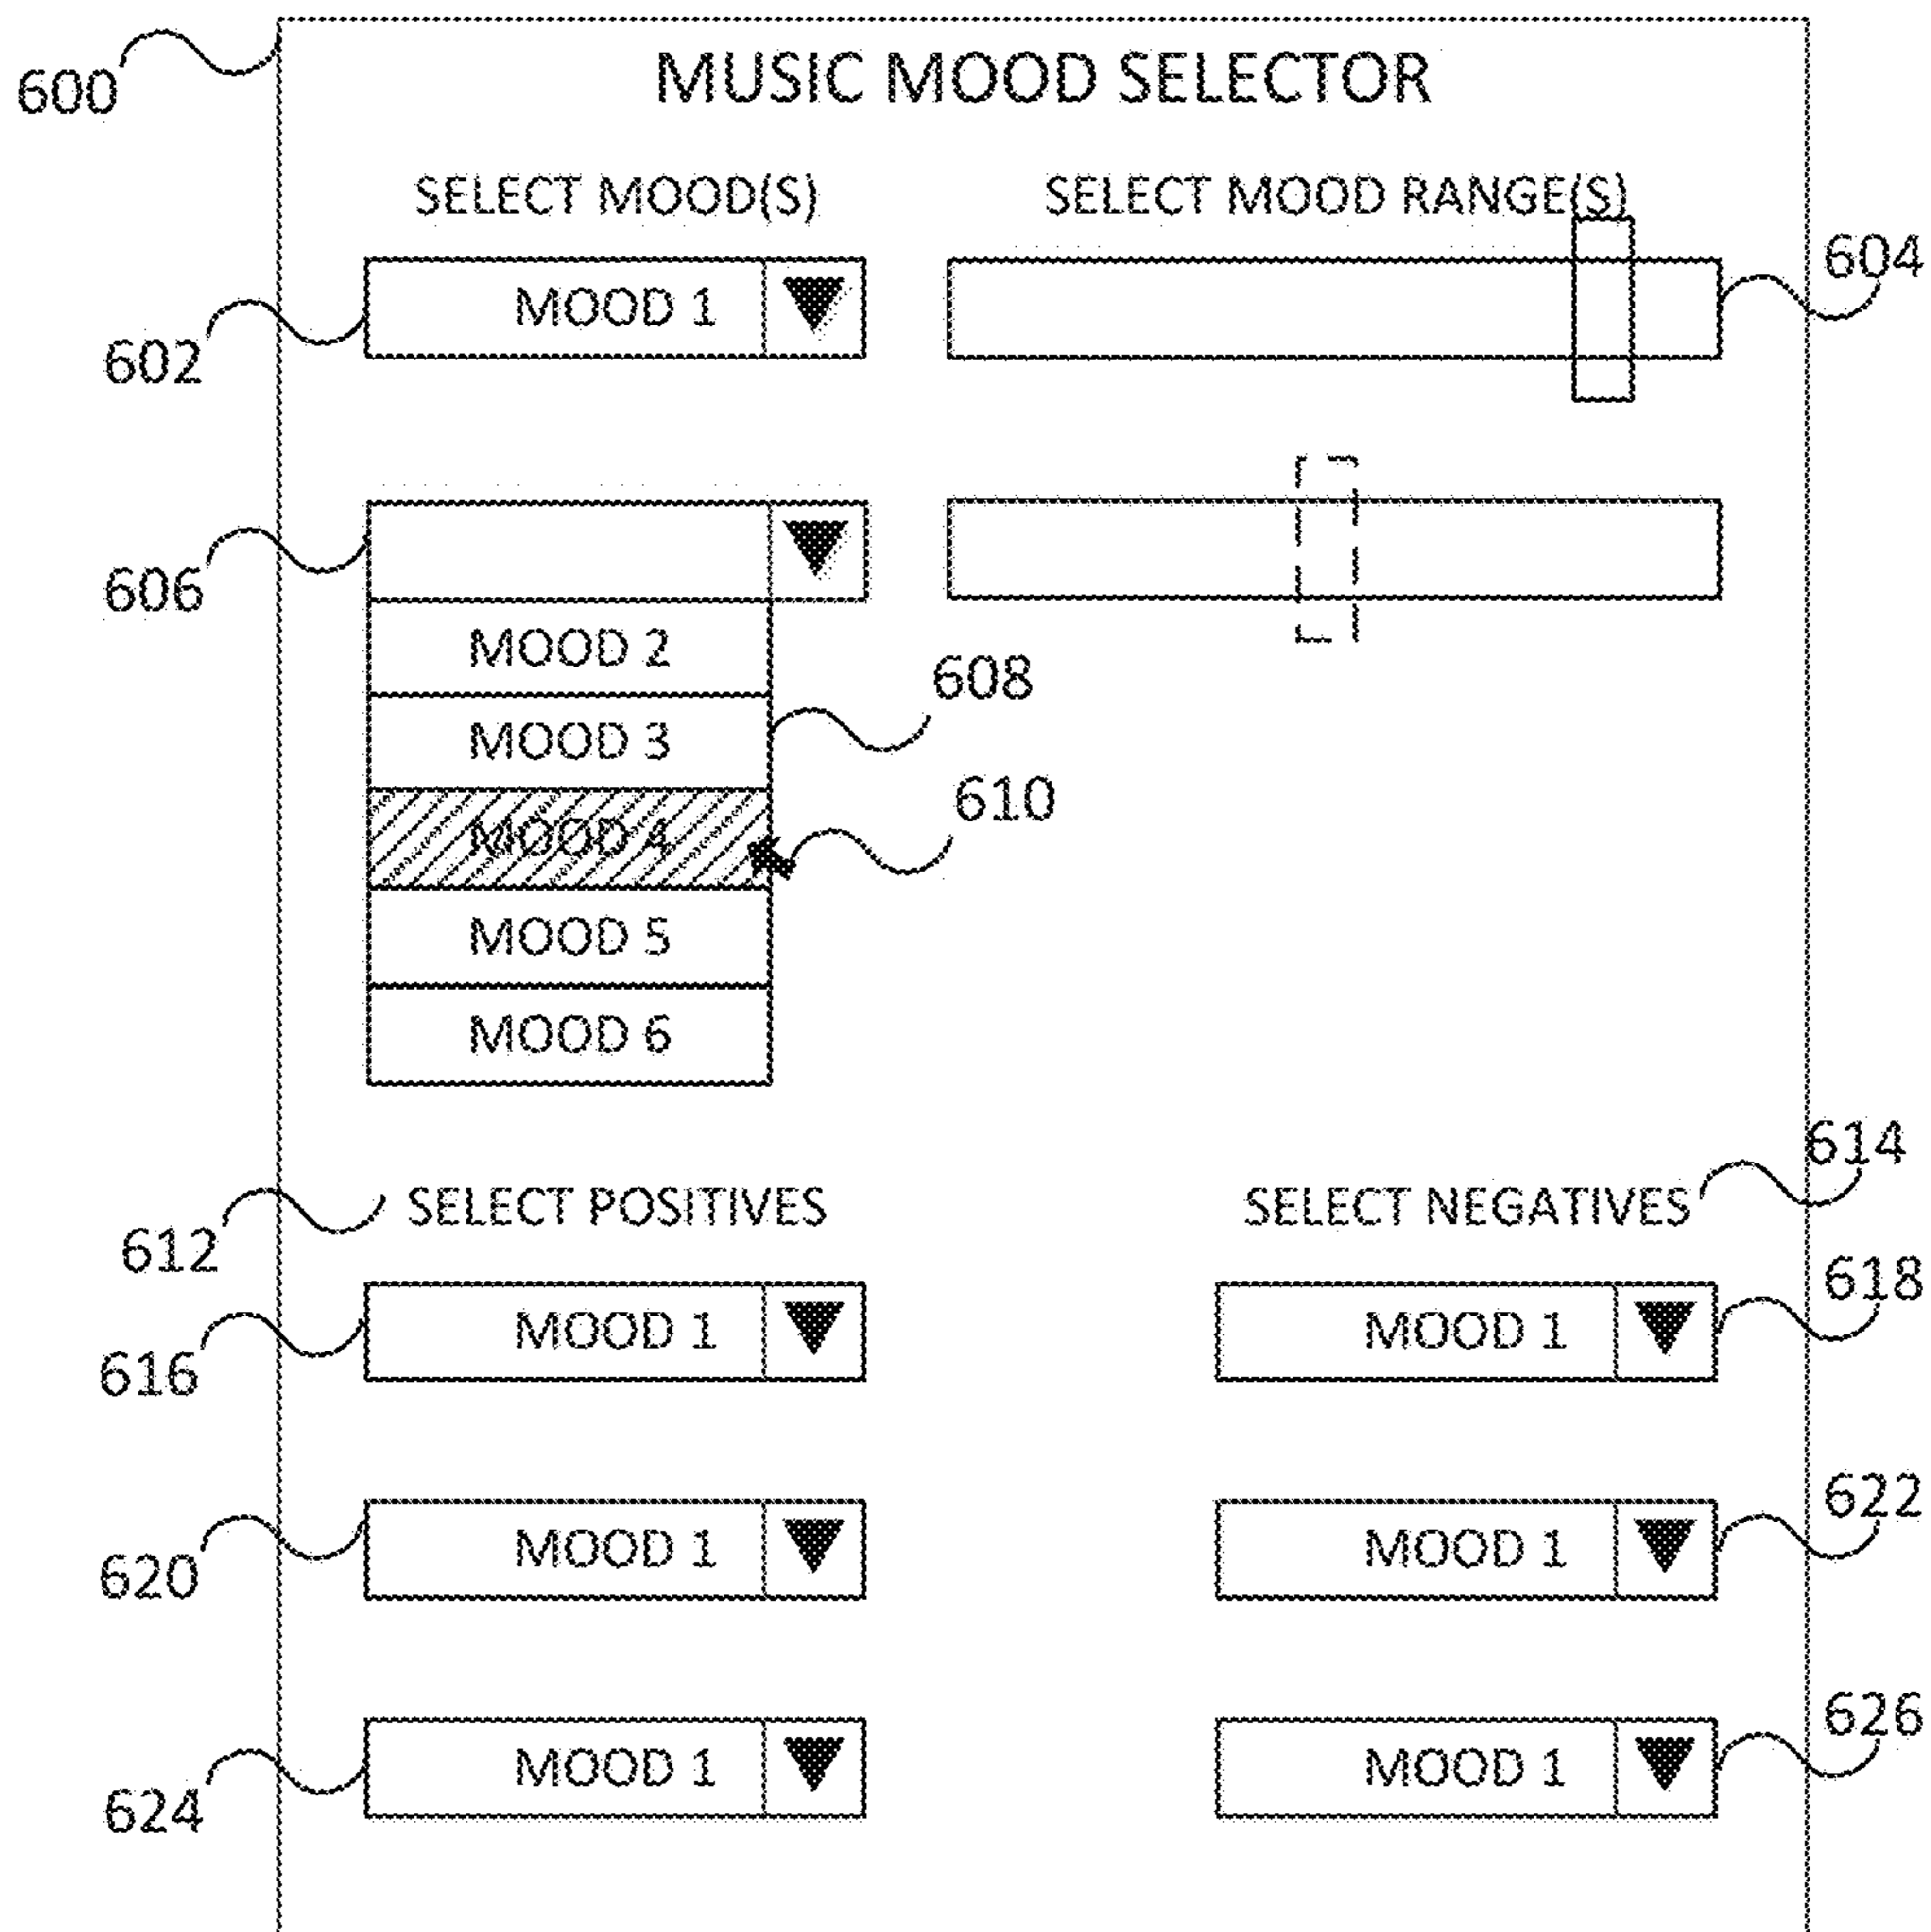 600
MUSIC MOOD SELECTOR
SELECT MOOD(S) SELECT MOOD RANGE(S)
604
MOOD 1
602
606
MOOD 2
608
MOOD 3
610
MOOD 4
MOOD 5
MOOD 6
614
SELECT POSITIVES SELECT NEGATIVES
612
618
MOOD 1 MOOD 1
616
622
MOOD 1 MOOD 1
620
626
MOOD 1 MOOD 1
624